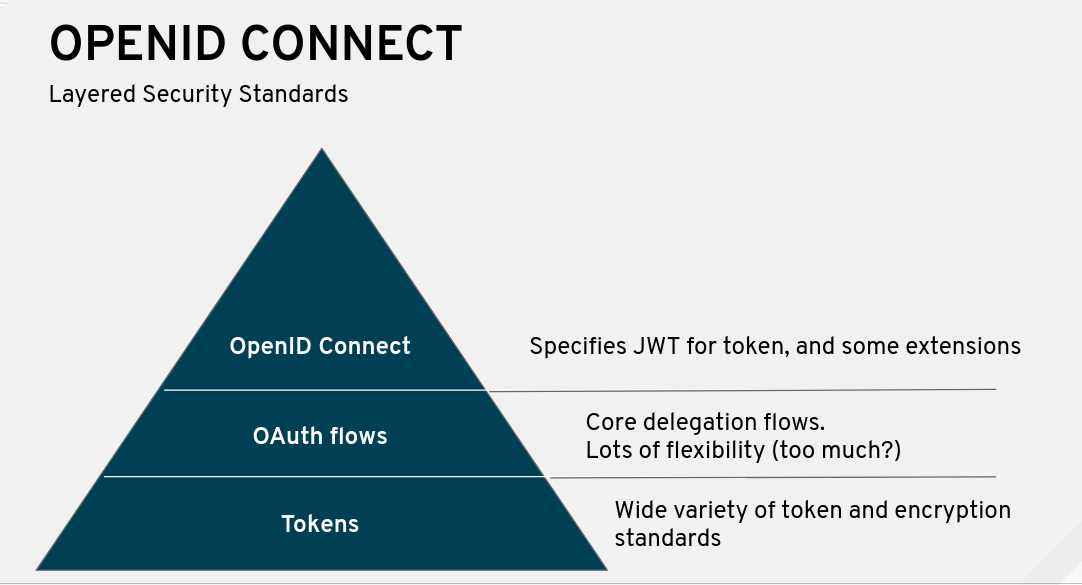 OPENID CONNECT
Layered Security Standards
OpenID Connect
Specifies JWT for token, and some extensions
OAuth flows
Core delegation flows.
Lots of flexibility (too much?)
Tokens
Wide variety of token and encryption
standards